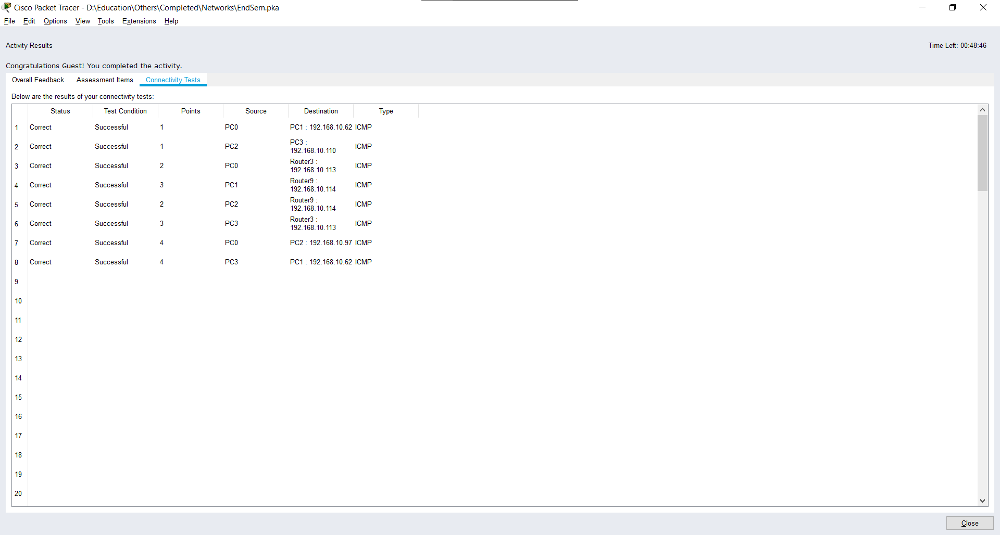 Cisco Packet Tracer - D:\Education\Others\Completed\Networks\EndSem.pka
File Edit Options View Tools Extensions Help
Activity Results
Time Left: 00:48:46
Congratulations Guest! You completed the activity.
Overall Feedback Assessment Items Connectivity Tests
Below are the results of your connectivity tests:
Status Test Condition Points Source Destination Type
1 Correct Successful 1 PC0 PC1 : 192.168.10.62 ICMP
2 Correct Successful 1 PC2 PC3 : 192.168.10.110 ICMP
3 Correct Successful 2 PC0 Router3 : 192.168.10.113 ICMP
4 Correct Successful 3 PC1 Router9 : 192.168.10.114 ICMP
5 Correct Successful 2 PC2 Router9 : 192.168.10.114 ICMP
6 Correct Successful 3 PC3 Router3 : 192.168.10.113 ICMP
7 Correct Successful 4 PC0 PC2 : 192.168.10.97 ICMP
8 Correct Successful 4 PC3 PC1 : 192.168.10.62 ICMP
9
10
11
12
13
14
15
16
17
18
19
20
Close